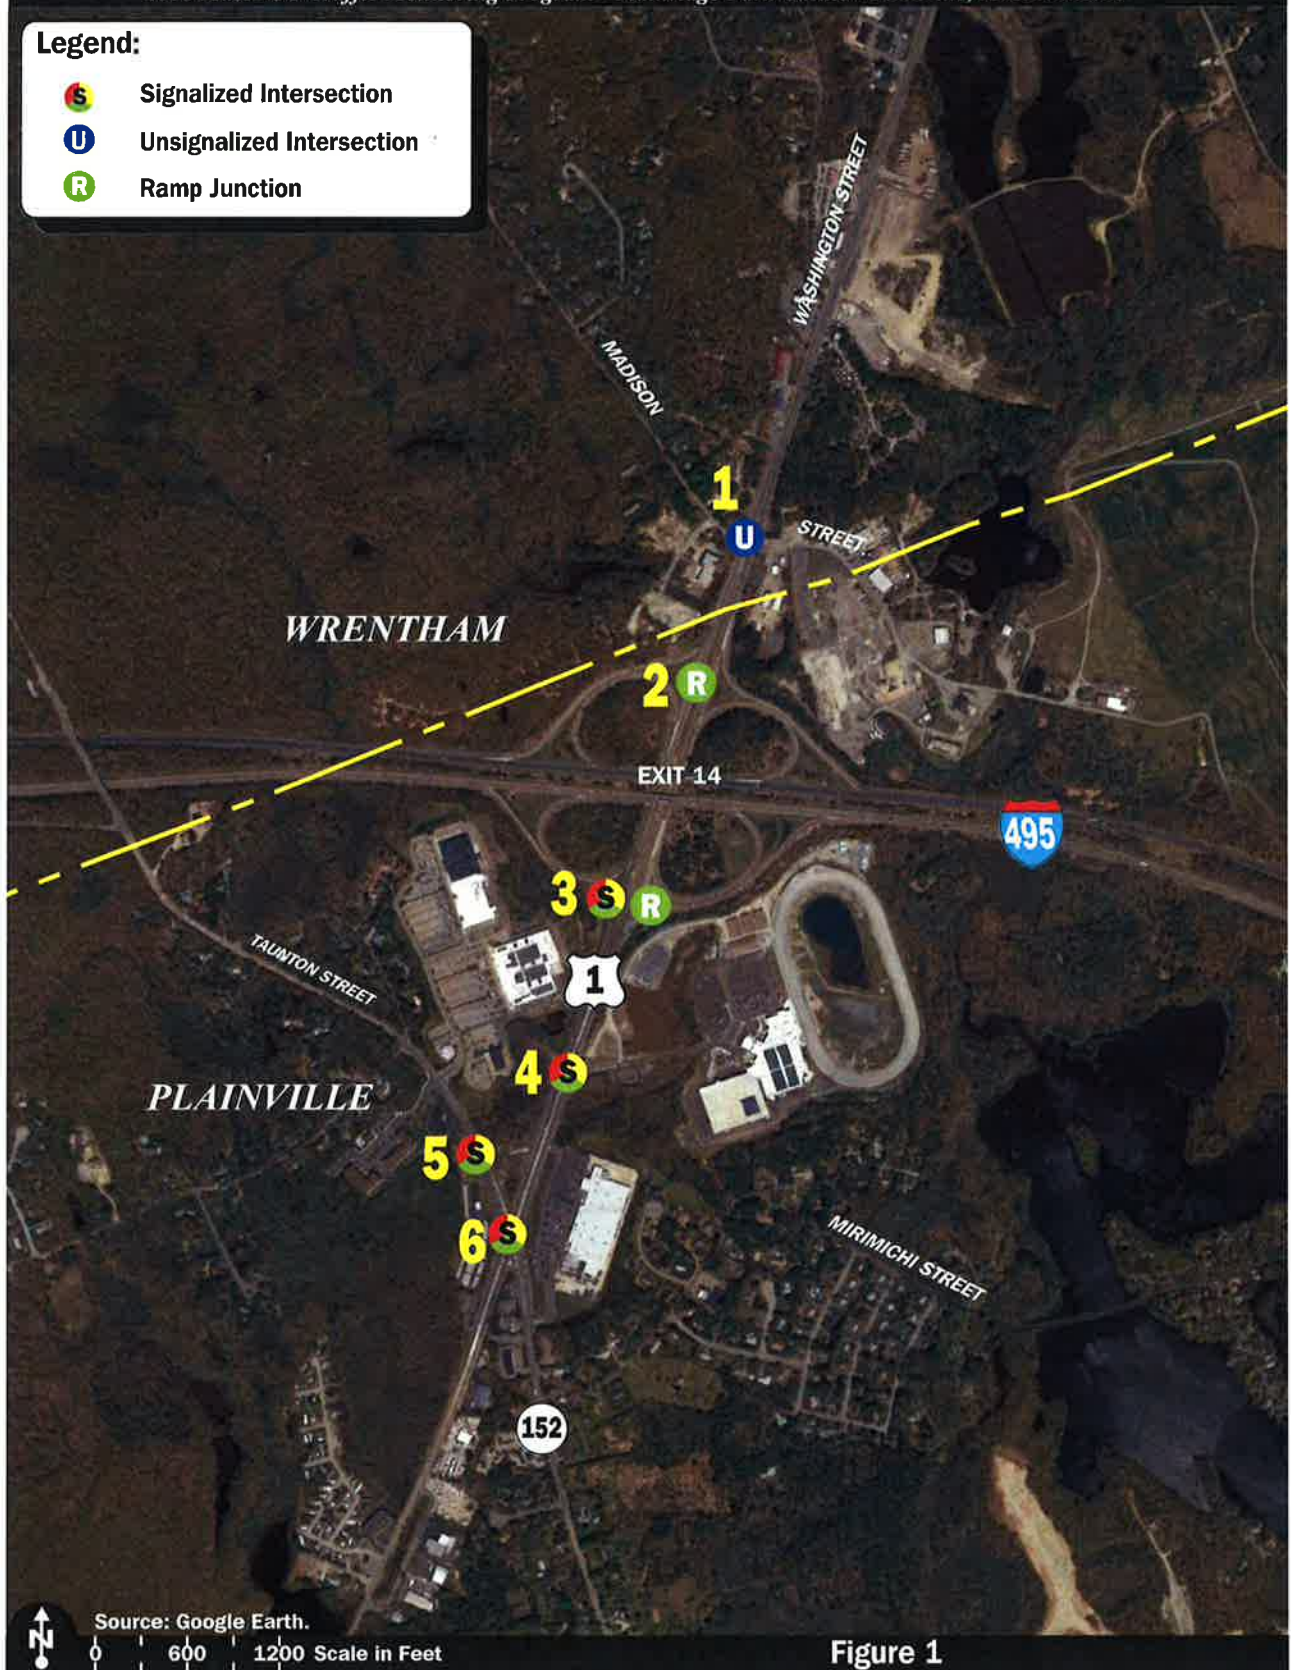 Legend:
S Signalized Intersection
U Unsignalized Intersection
R Ramp Junction
WASHINGTON STREET
MADISON
1
U
STREET
WRENTHAM
2 R
EXIT 14
495
3 S R
TAUNTON STREET
1
4 S
PLAINVILLE
5 S
6 S
MIRIMICHI STREET
152
Source: Google Earth.
N 0 600 1200 Scale in Feet
Figure 1